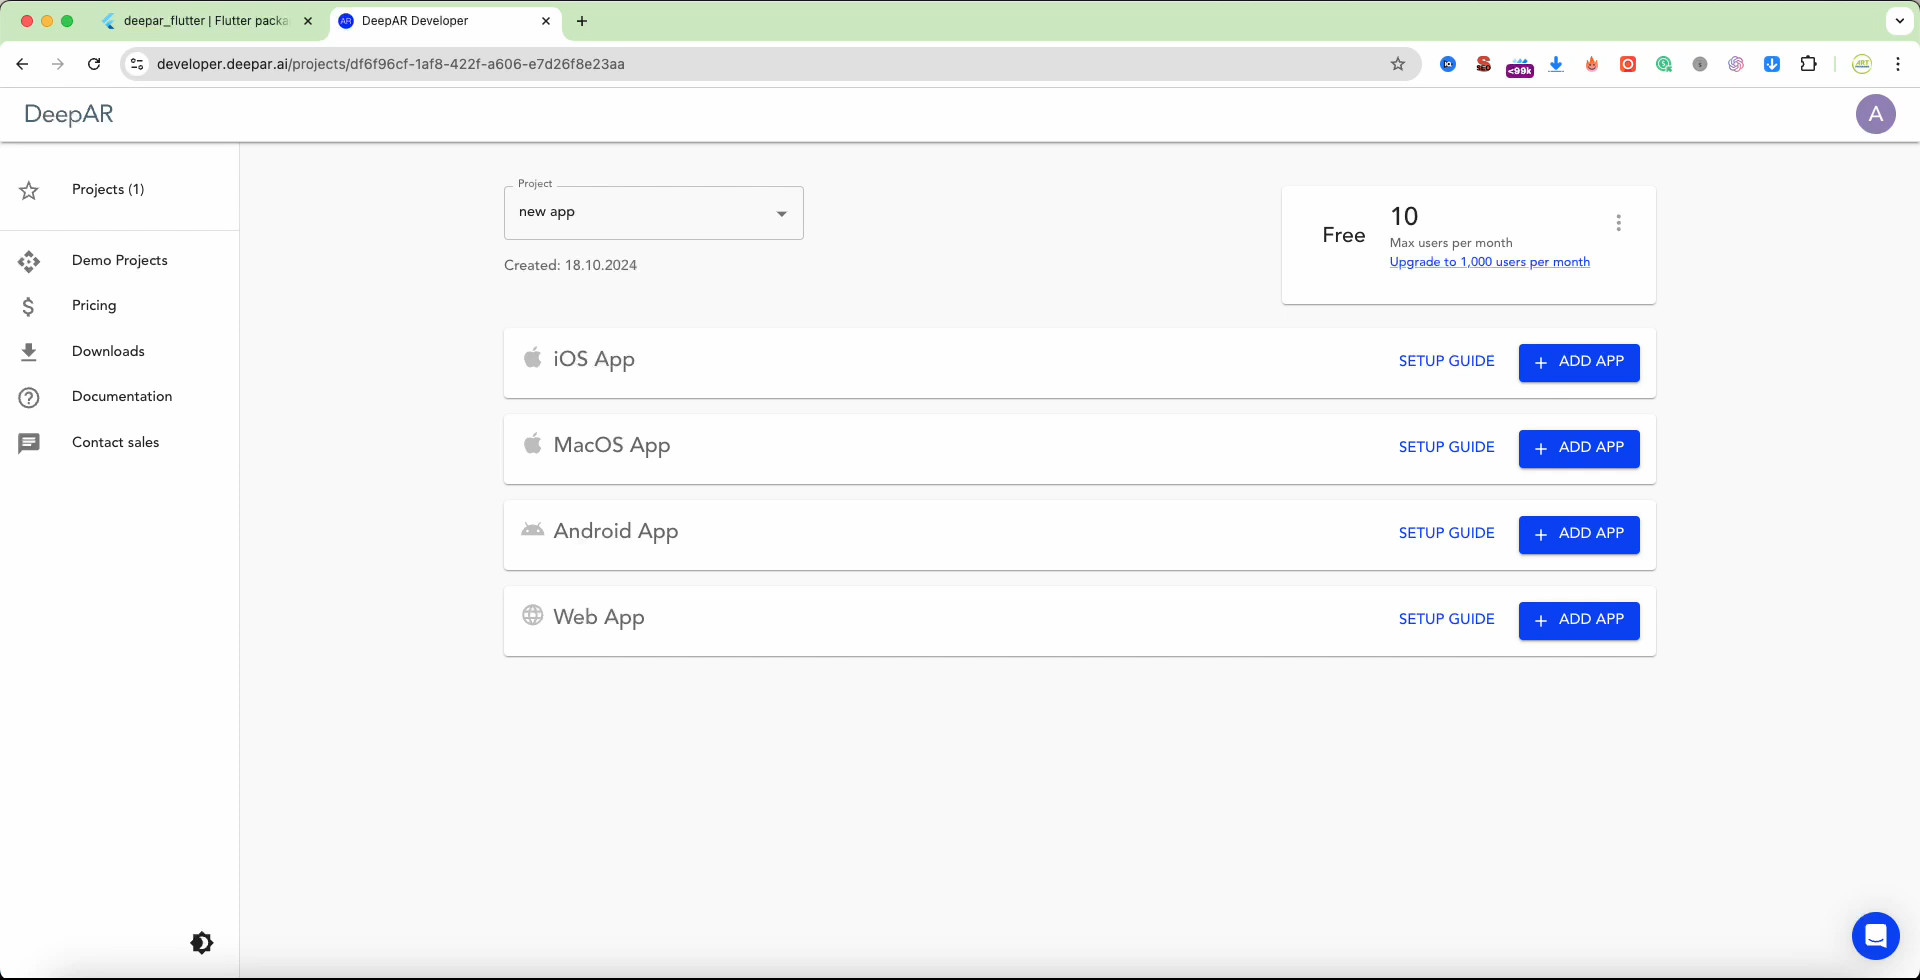 deepar_flutter | Flutter packa
DeepAR Developer
developer.deepar.ai/projects/df6f96cf-1af8-422f-a606-e7d26f8e23aa
<99k
DeepAR
A
Projects (1)
Demo Projects
Pricing
Downloads
Documentation
Contact sales
Project
new app
Created: 18.10.2024
Free
10
Max users per month
Upgrade to 1,000 users per month
iOS App
SETUP GUIDE
+ ADD APP
MacOS App
SETUP GUIDE
+ ADD APP
Android App
SETUP GUIDE
+ ADD APP
Web App
SETUP GUIDE
+ ADD APP